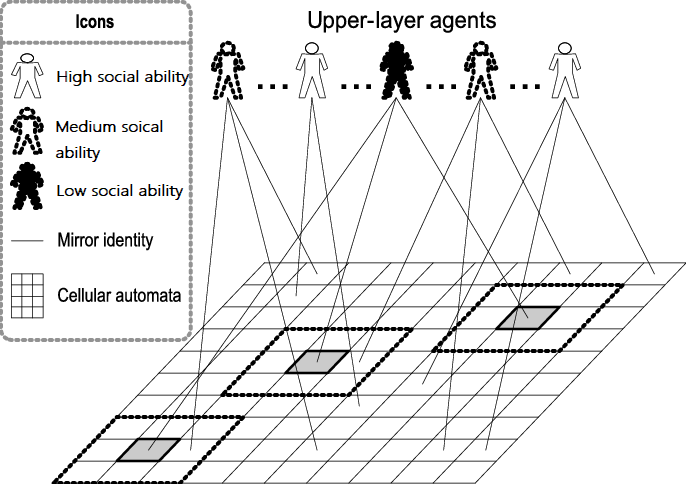 Icons
High social ability
Medium soical
ability
Low social ability
Mirror identity
Cellular automata
Upper-layer agents